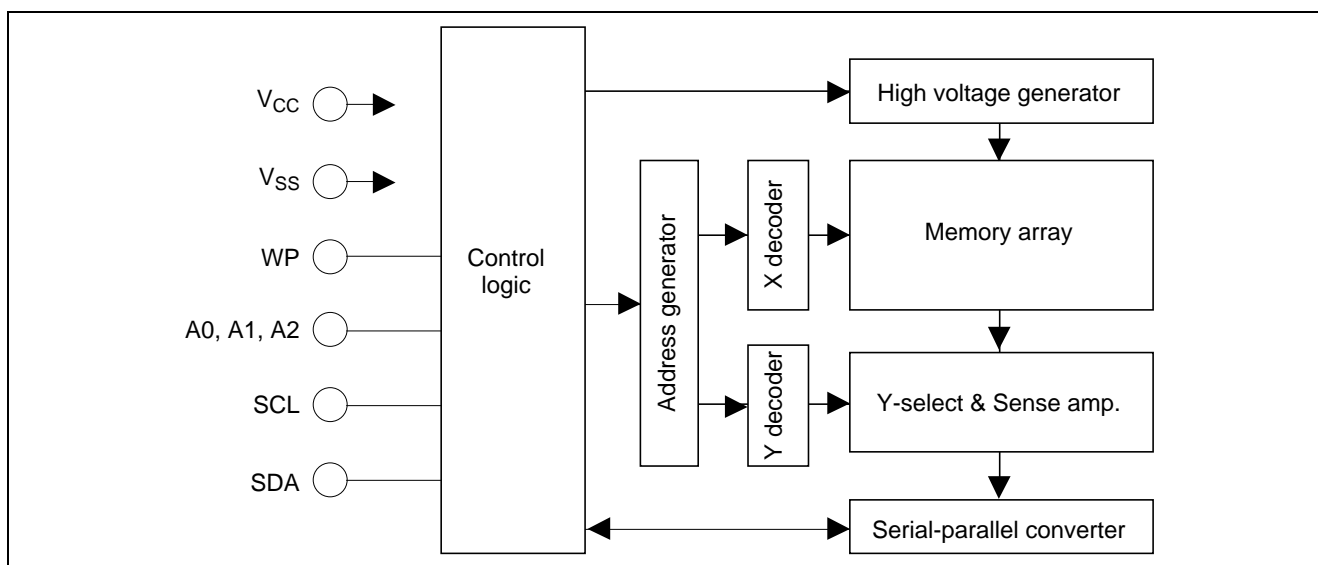 VCC
VSS
WP
A0, A1, A2
SCL
SDA
Control
logic
Address generator
X decoder
Y decoder
High voltage generator
Memory array
Y-select & Sense amp.
Serial-parallel converter